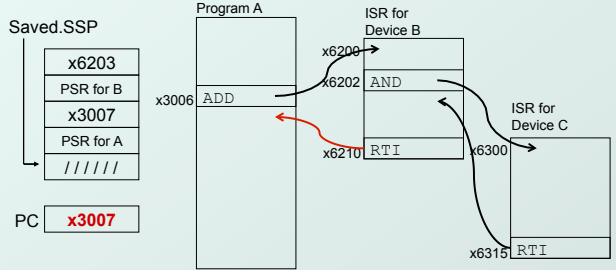 Saved.SSP
x6203
PSR for B
x3007
PSR for A
//////
PC x3007
Program A
x3006 ADD
ISR for
Device B
x6200
x6202 AND
x6210 RTI
ISR for
Device C
x6300
x6315 RTI